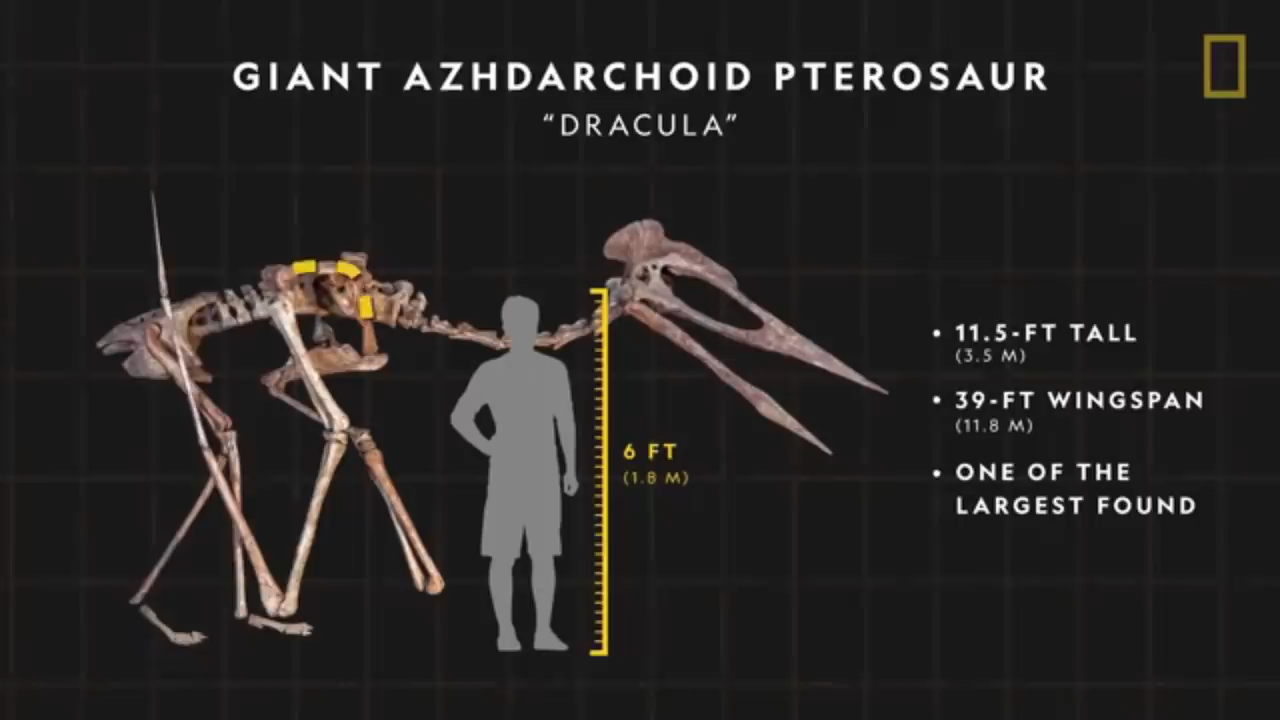 GIANT AZHDARCHOID PTEROSAUR
“DRACULA”
• 11.5-FT TALL
(3.5 M)
• 39-FT WINGSPAN
(11.8 M)
6 FT
(1.8 M)
• ONE OF THE
LARGEST FOUND